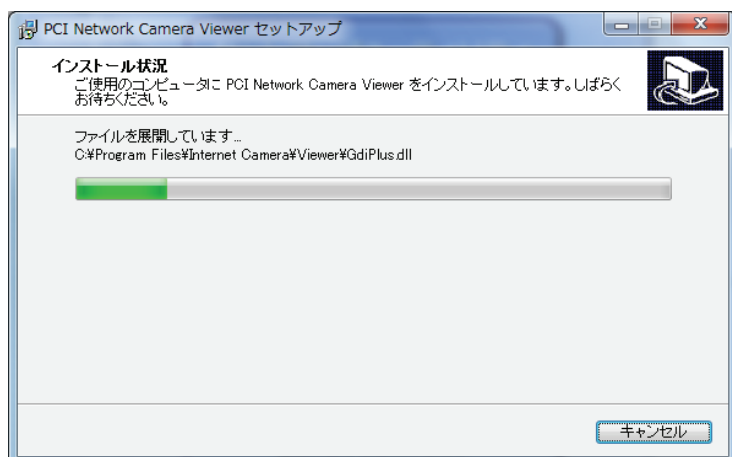 PCI Network Camera Viewer セットアップ
インストール状況
ご使用のコンピュータに PCI Network Camera Viewer をインストールしています。しばらく
お待ちください。
ファイルを展開しています...
C:¥Program Files¥Internet Camera¥Viewer¥GdiPlus.dll
キャンセル